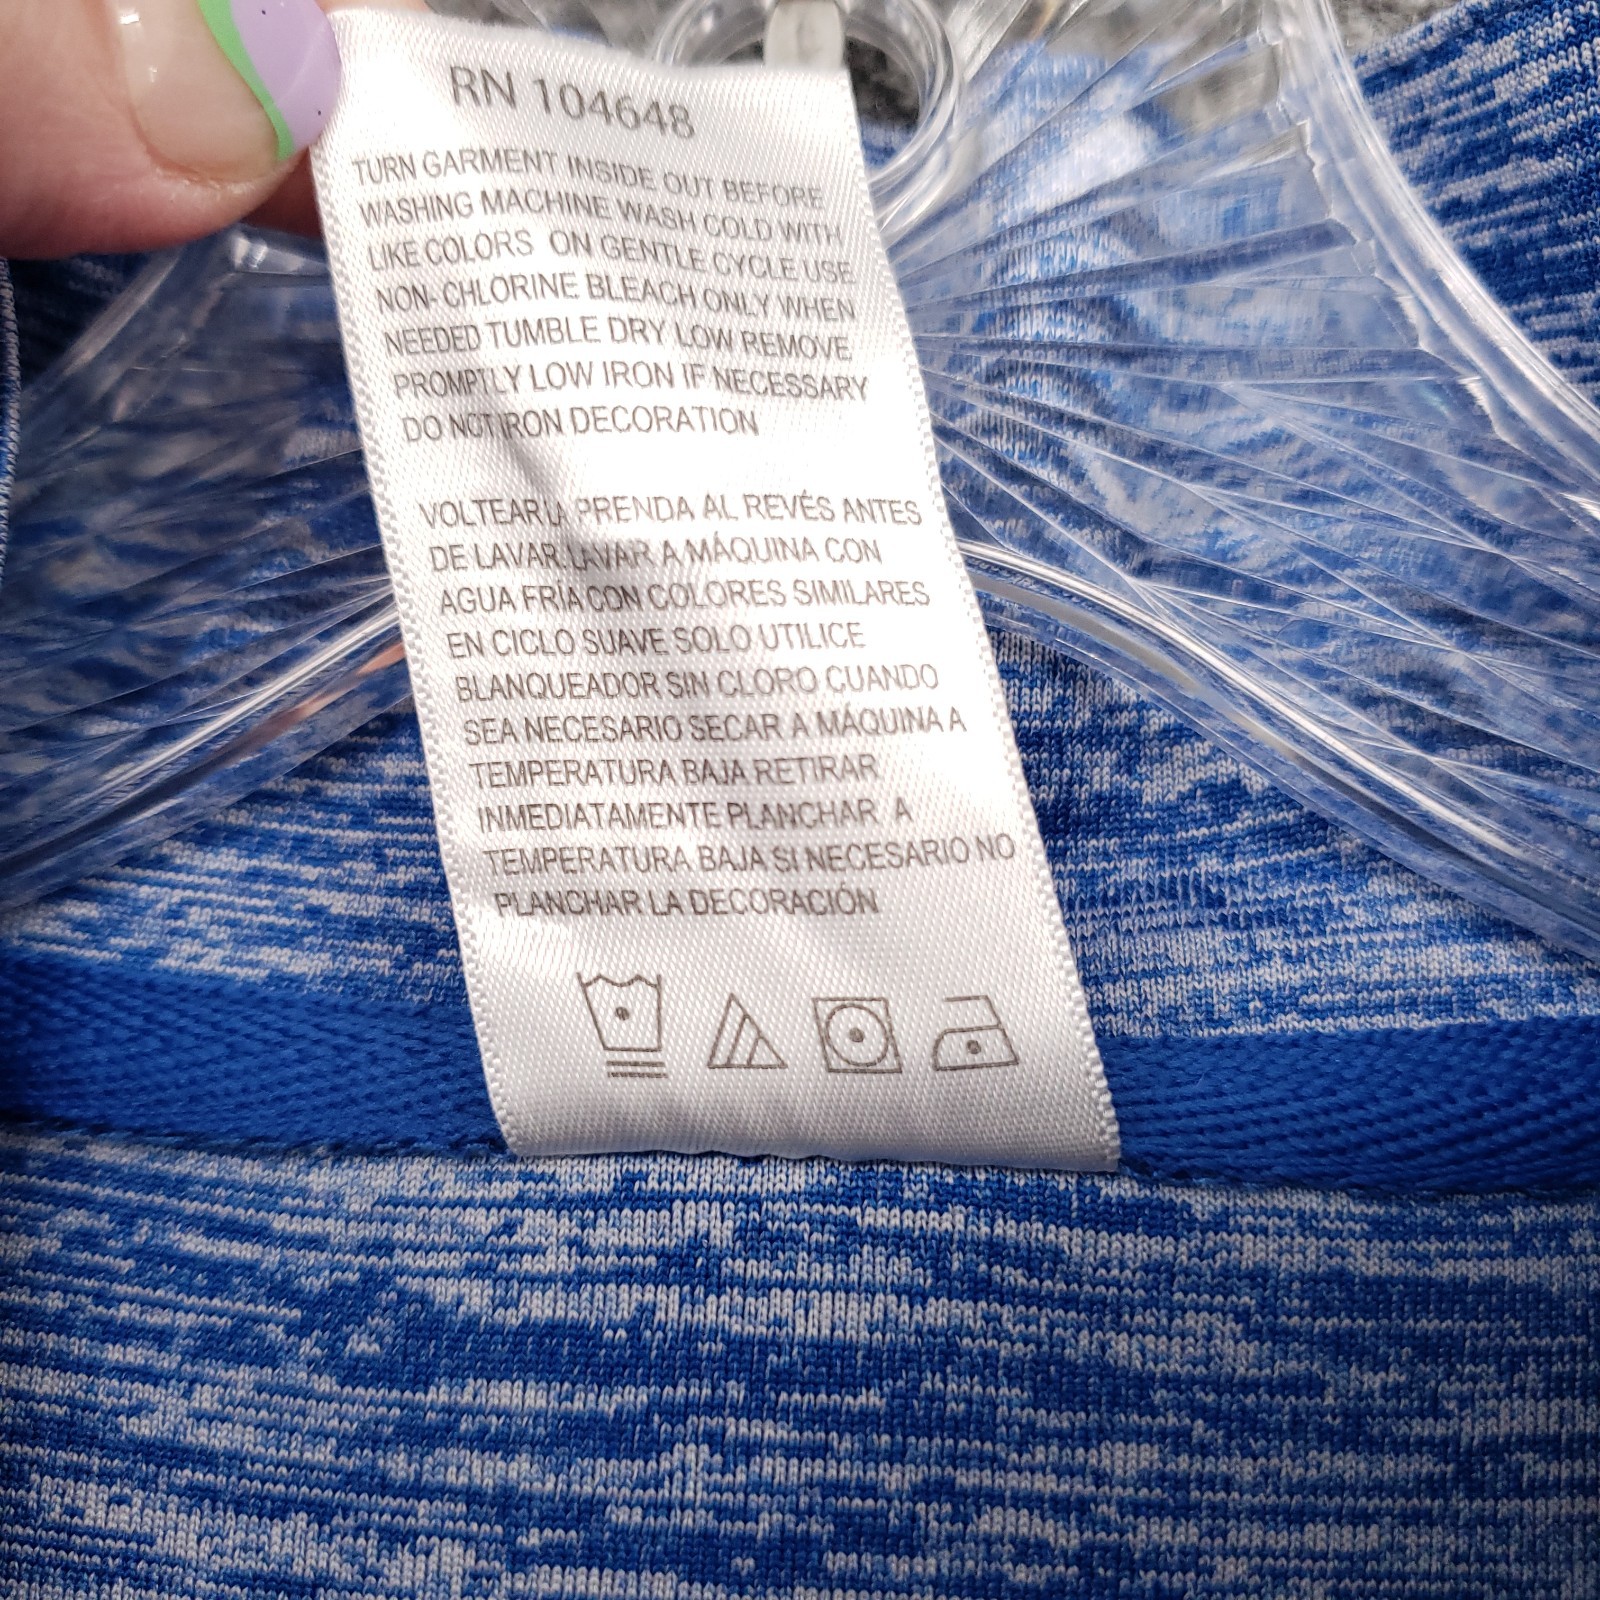 RN 104648
TURN GARMENT INSIDE OUT BEFORE
WASHING MACHINE WASH COLD WITH
LIKE COLORS ON GENTLE CYCLE USE
NON- CHLORINE BLEACH ONLY WHEN
NEEDED TUMBLE DRY LOW REMOVE
PROMPTLY LOW IRON IF NECESSARY
DO NOT IRON DECORATION
VOLTEAR LA PRENDA AL REVÉS ANTES
DE LAVAR. LAVAR A MÁQUINA CON
AGUA FRÍA CON COLORES SIMILARES
EN CICLO SUAVE SOLO UTILICE
BLANQUEADOR SIN CLORO CUANDO
SEA NECESARIO SECAR A MÁQUINA A
TEMPERATURA BAJA RETIRAR
INMEDIATAMENTE PLANCHAR A
TEMPERATURA BAJA SI NECESARIO NO
PLANCHAR LA DECORACIÓN